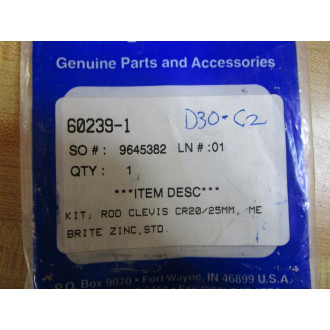 Genuine Parts and Accessories
60239-1
D30-C2
SO #: 9645382 LN #:01
QTY: 1
***ITEM DESC***
KIT; ROD CLEVIS CR20/25MM, ME
BRITE ZINC,STD.
P.O. Box 9070 • Fort Wayne, IN 46899 U.S.A.